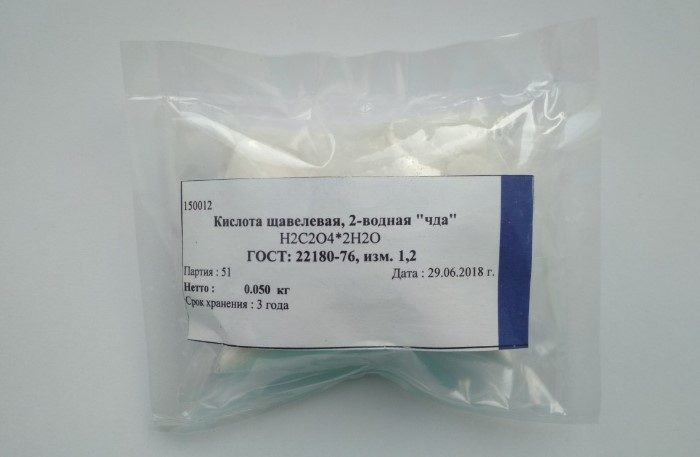 150012
Кислота щавелевая, 2-водная "чда"
H2C2O4*2H2O
ГОСТ: 22180-76, изм. 1,2
Партия : 51 Дата : 29.06.2018 г.
Нетто : 0.050 кг
Срок хранения : 3 года